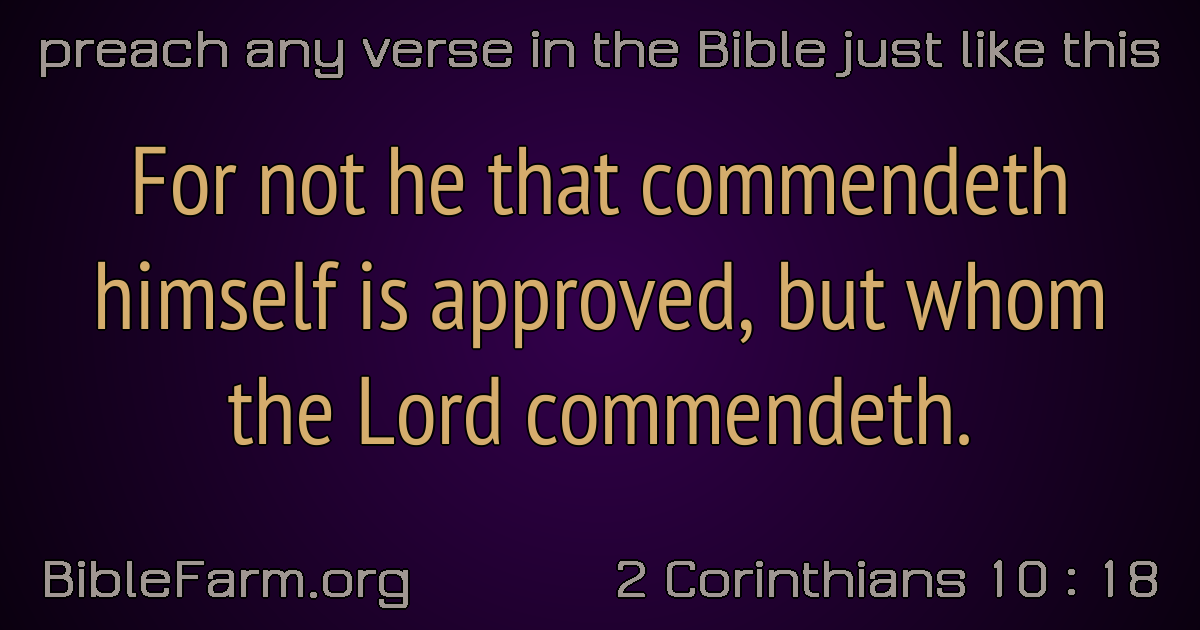 preach any verse in the Bible just like this
For not he that commendeth
himself is approved, but whom
the Lord commendeth.
BibleFarm.org
2 Corinthians 10 : 18